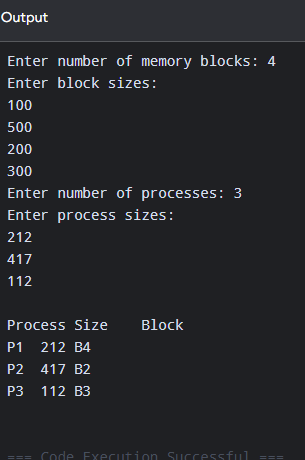 Output
Enter number of memory blocks: 4
Enter block sizes:
100
500
200
300
Enter number of processes: 3
Enter process sizes:
212
417
112
Process Size    Block
P1  212 B4
P2  417 B2
P3  112 B3
=== Code Execution Successful ===